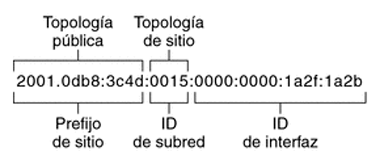 Topología
pública
Topología
de sitio
2001.0db8:3c4d:0015:0000:0000:1a2f:1a2b
Prefijo
de sitio
ID
de subred
ID
de interfaz